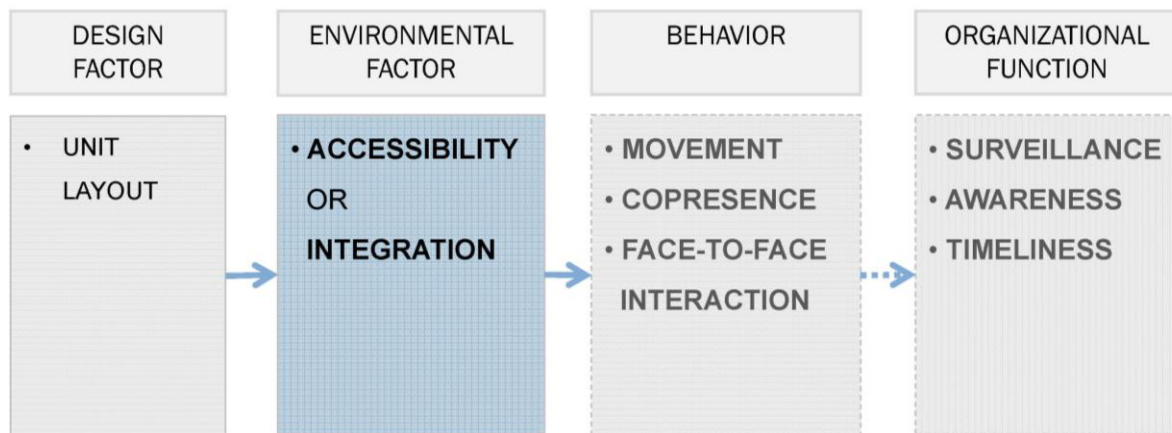 DESIGN
FACTOR
• UNIT
LAYOUT
ENVIRONMENTAL
FACTOR
• ACCESSIBILITY
OR
INTEGRATION
BEHAVIOR
• MOVEMENT
• COPRESENCE
• FACE-TO-FACE
INTERACTION
ORGANIZATIONAL
FUNCTION
• SURVEILLANCE
• AWARENESS
• TIMELINESS